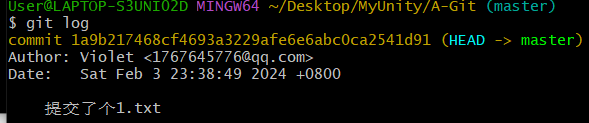 User@LAPTOP-S3UNIO2D MINGW64 ~/Desktop/MyUnity/A-Git (master)
$ git log
commit 1a9b217468cf4693a3229afe6e6abc0ca2541d91 (HEAD -> master)
Author: Violet <1767645776@qq.com>
Date:   Sat Feb 3 23:38:49 2024 +0800
提交了个1.txt